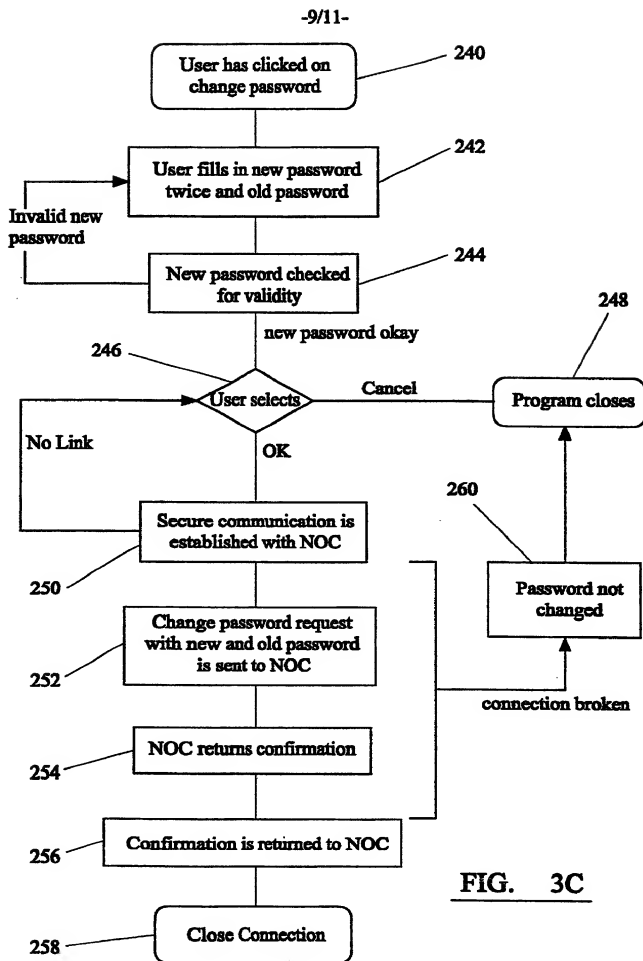 -9/11-
User has clicked on
change password
240
User fills in new password
twice and old password
242
Invalid new
password
New password checked
for validity
244
new password okay
246
User selects
Cancel
248
Program closes
No Link
OK
Secure communication is
established with NOC
250
260
Password not
changed
Change password request
with new and old password
is sent to NOC
252
connection broken
NOC returns confirmation
254
Confirmation is returned to NOC
256
FIG. 3C
Close Connection
258